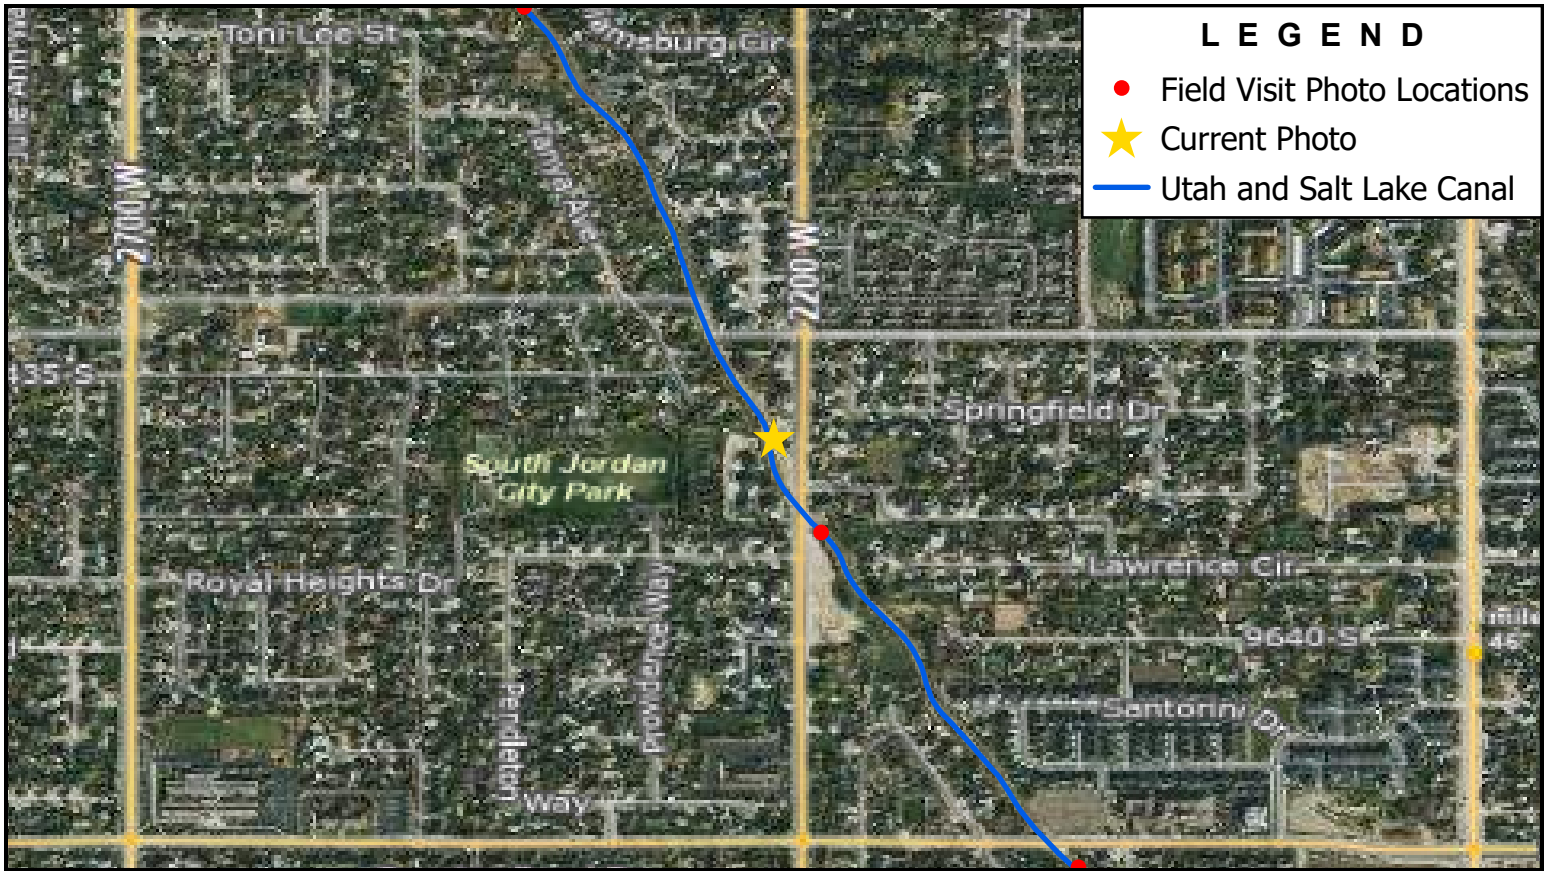 LEGEND
Field Visit Photo Locations
Current Photo
Utah and Salt Lake Canal
Toni Lee St
2700 W
2200 W
Springfield Dr
South Jordan
City Park
Lawrence Cir
Royal Heights Dr
9640 S
Santorini Dr
Pendleton
Way